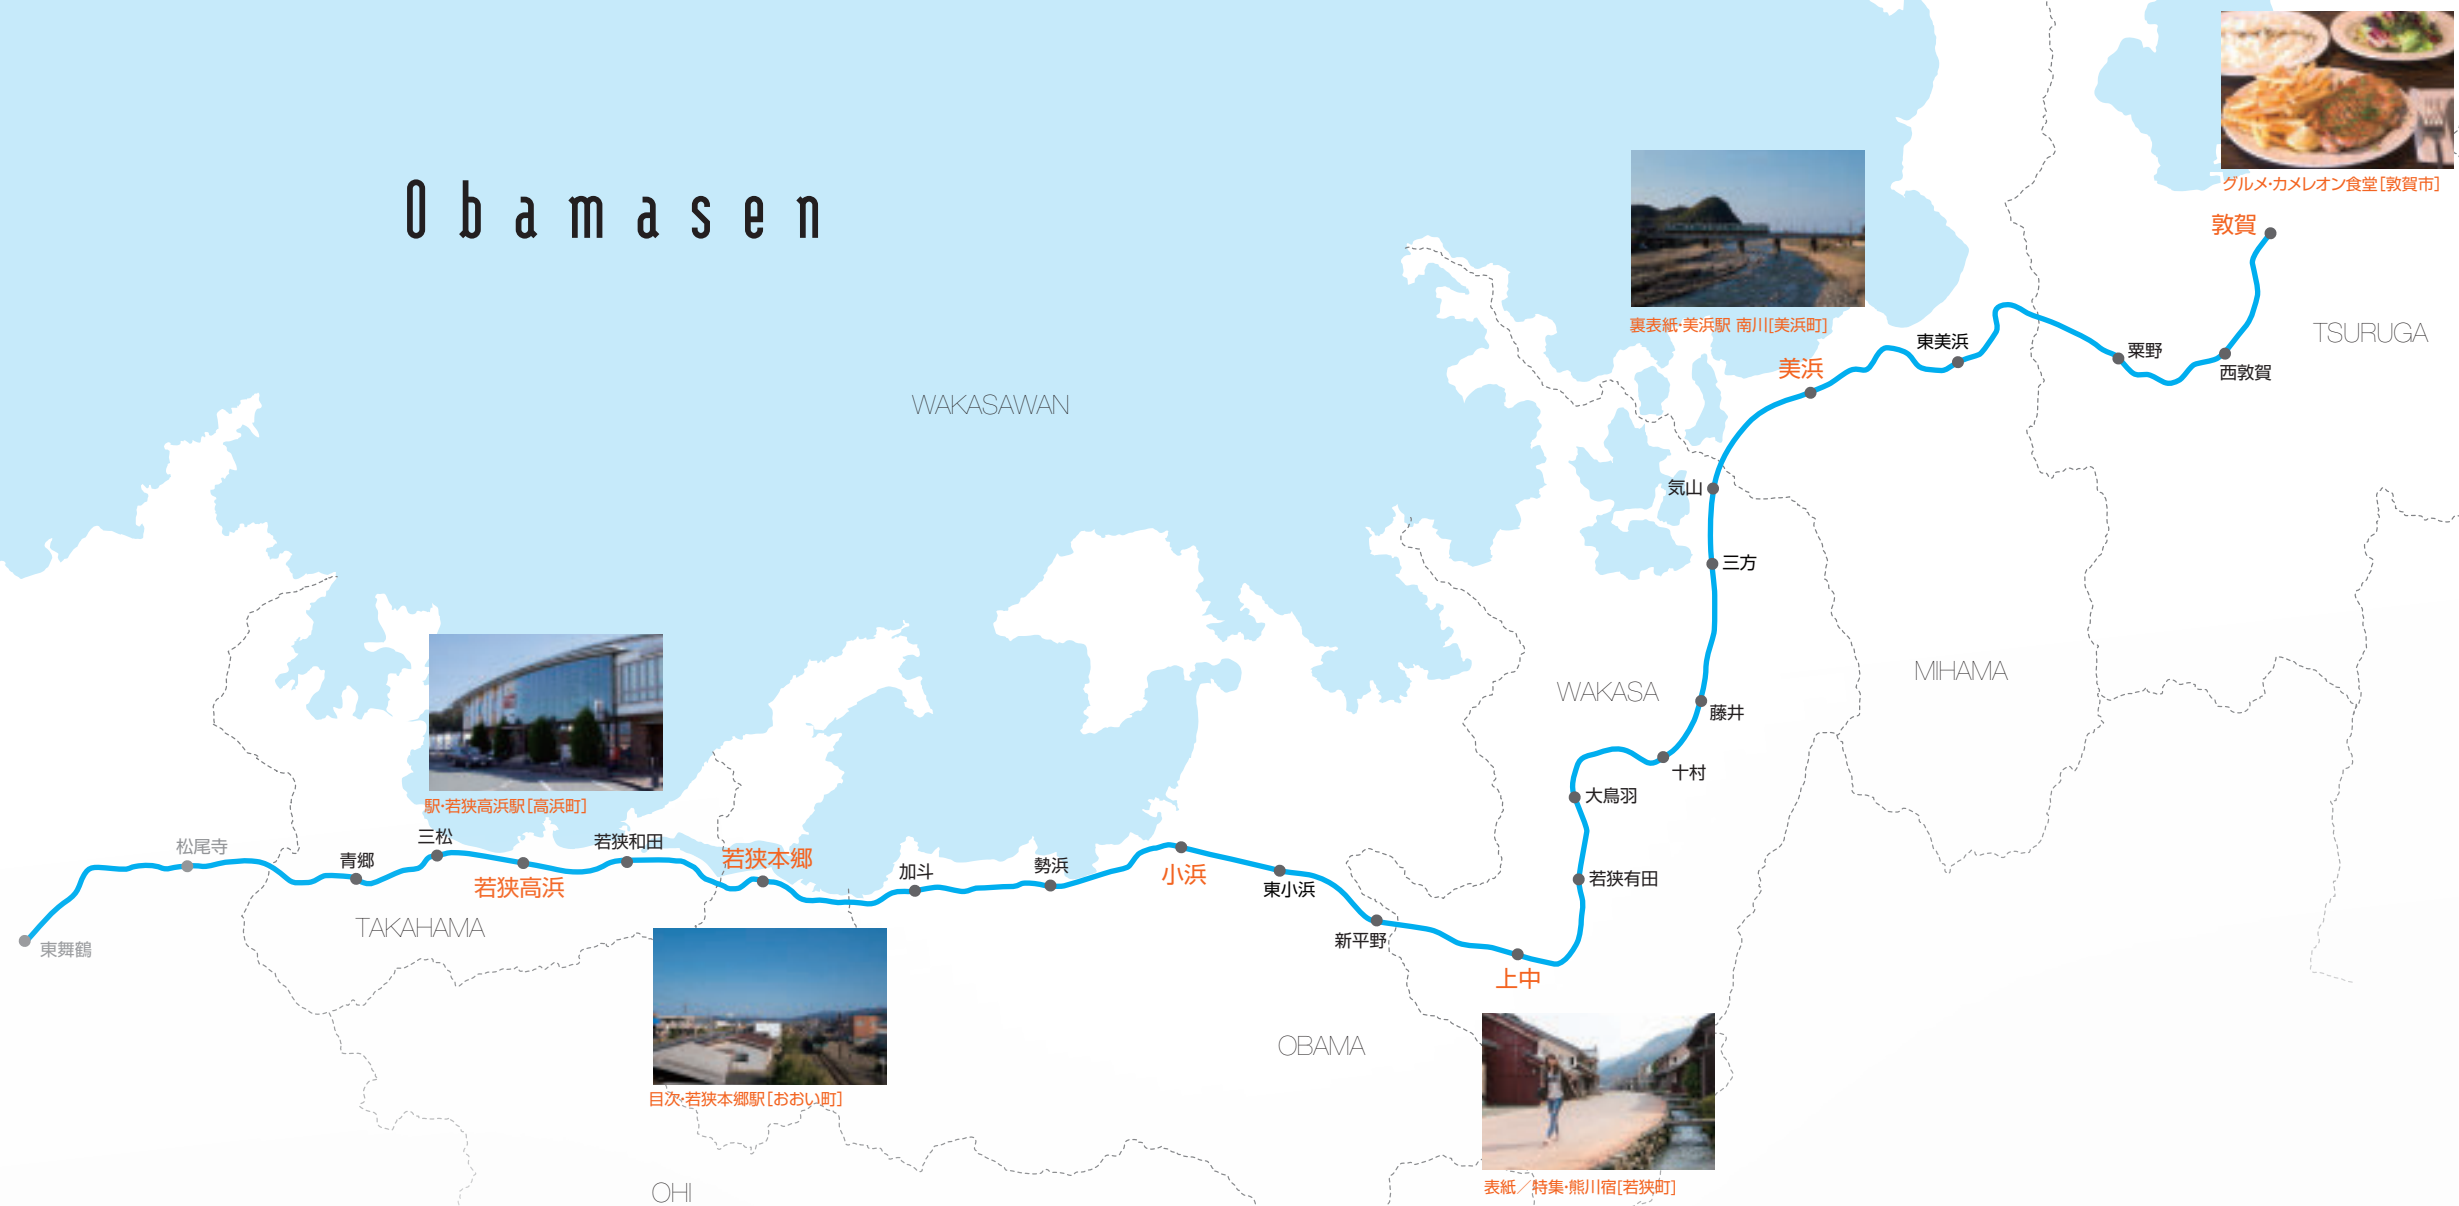 Obamasen
グルメ・カメレオン食堂[敦賀市]
敦賀
裏表紙・美浜駅 南川[美浜町]
TSURUGA
東美浜
粟野
美浜
西敦賀
WAKASAWAN
気山
三方
MIHAMA
WAKASA
藤井
十村
大鳥羽
駅・若狭高浜駅[高浜町]
三松
若狭和田
松尾寺
青郷
若狭本郷
勢浜
加斗
小浜
若狭高浜
東小浜
若狭有田
TAKAHAMA
新平野
東舞鶴
上中
OBAMA
目次・若狭本郷駅[おおい町]
表紙／特集・熊川宿[若狭町]
OHI